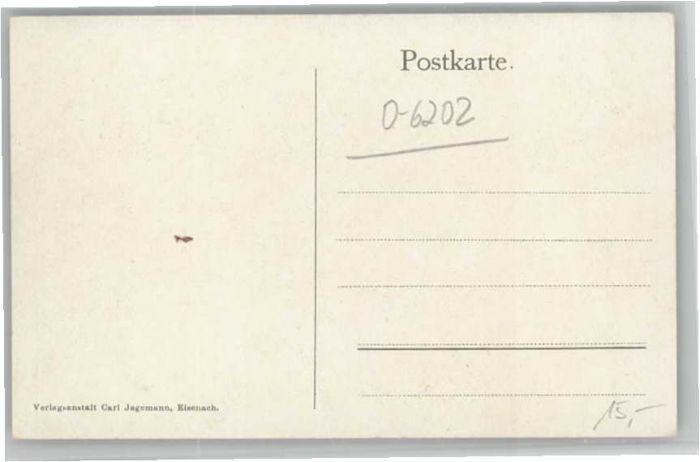 Postkarte.
O-6202
Verlagsanstalt Carl Jagemann, Eisenach.
15,-